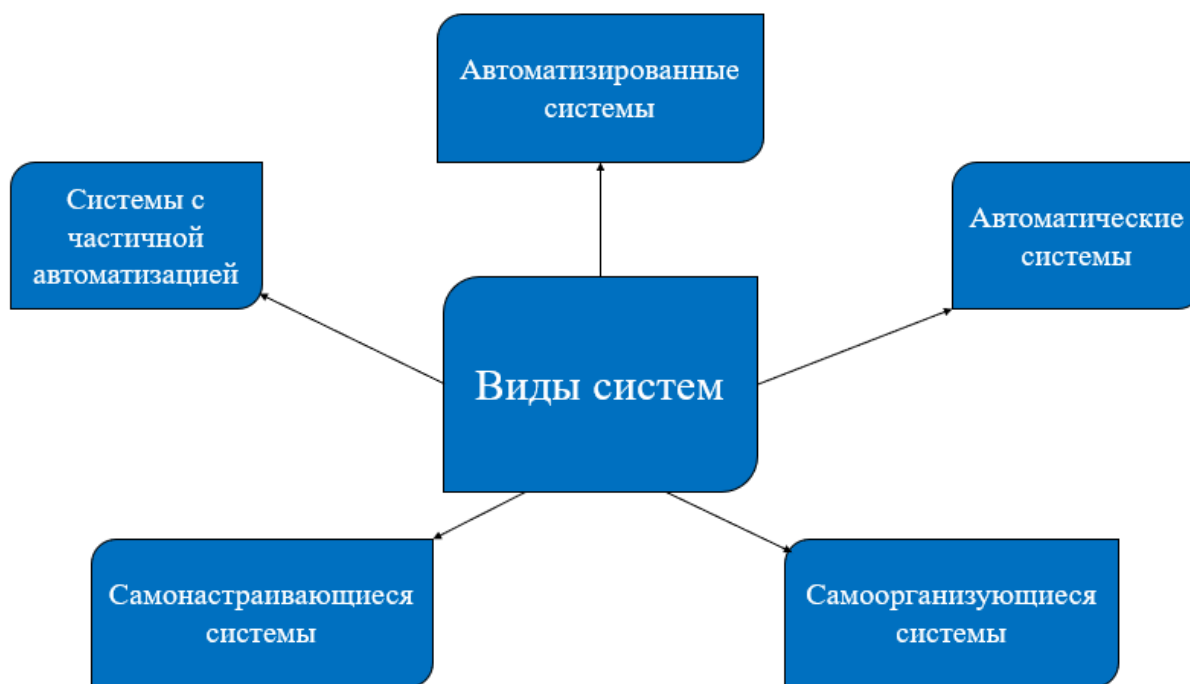 Автоматизированные
системы
Системы с
частичной
автоматизацией
Автоматические
системы
Виды систем
Самонастраивающиеся
системы
Самоорганизующиеся
системы